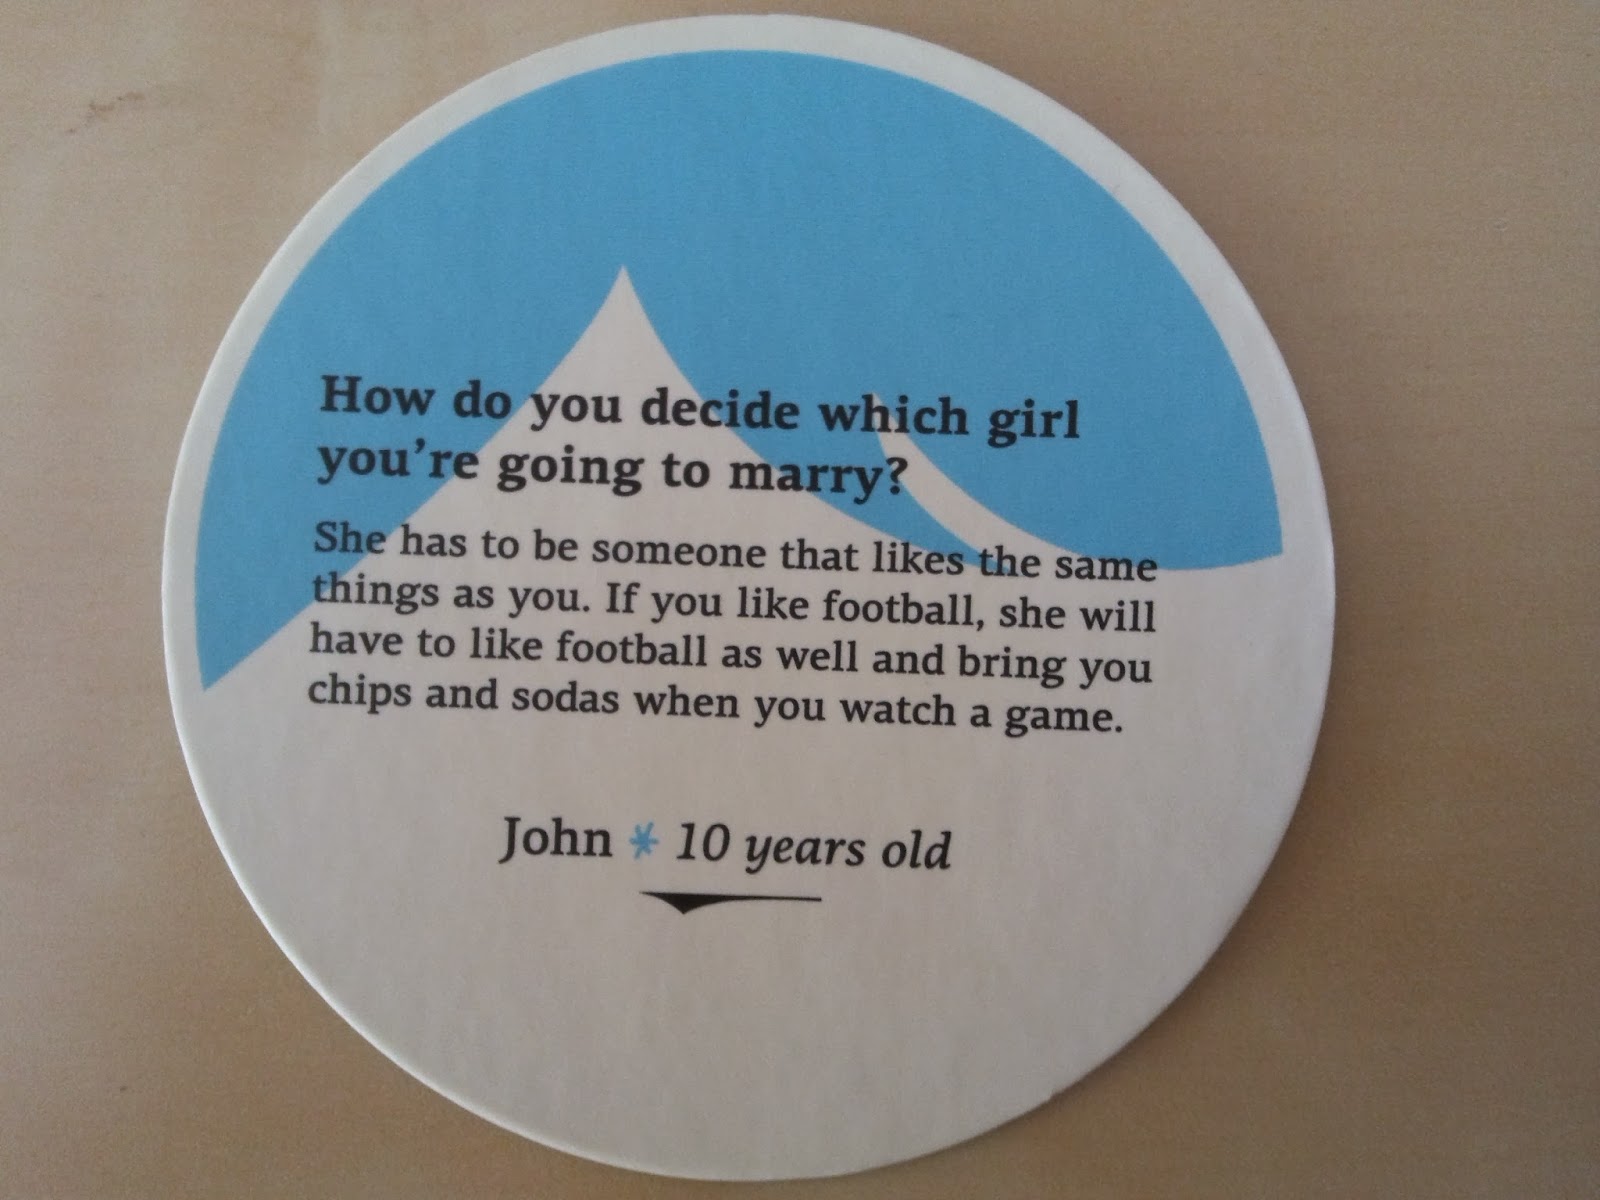 How do you decide which girl
you're going to marry?
She has to be someone that likes the same
things as you. If you like football, she will
have to like football as well and bring you
chips and sodas when you watch a game.
John * 10 years old